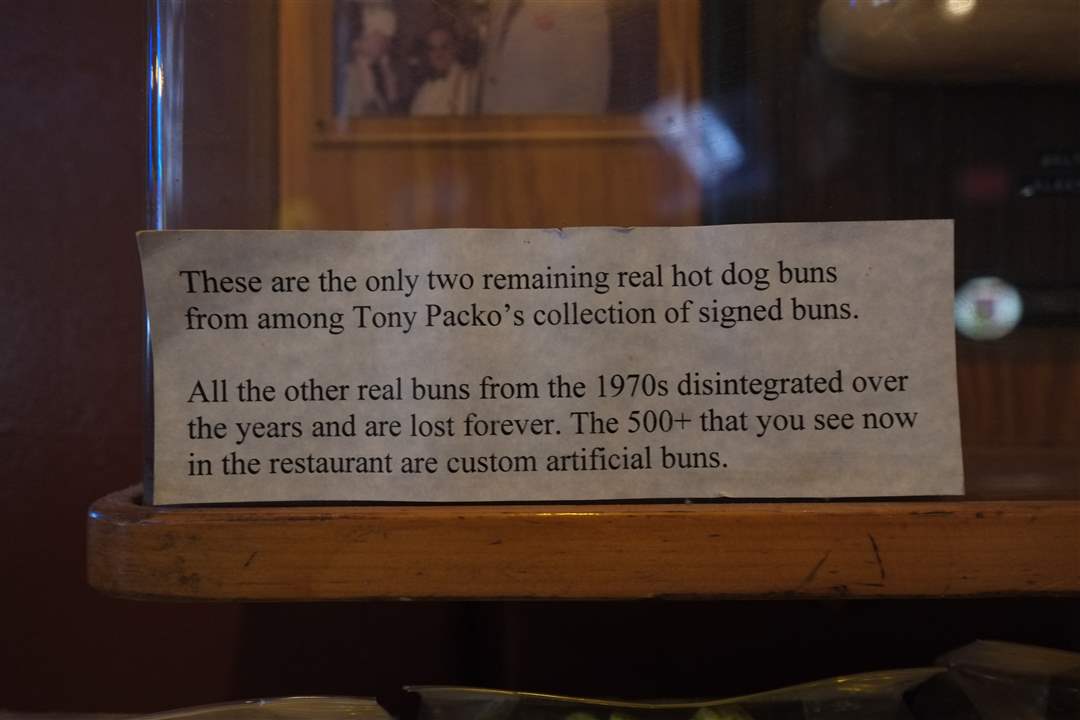 These are the only two remaining real hot dog buns
from among Tony Packo’s collection of signed buns.
All the other real buns from the 1970s disintegrated over
the years and are lost forever. The 500+ that you see now
in the restaurant are custom artificial buns.